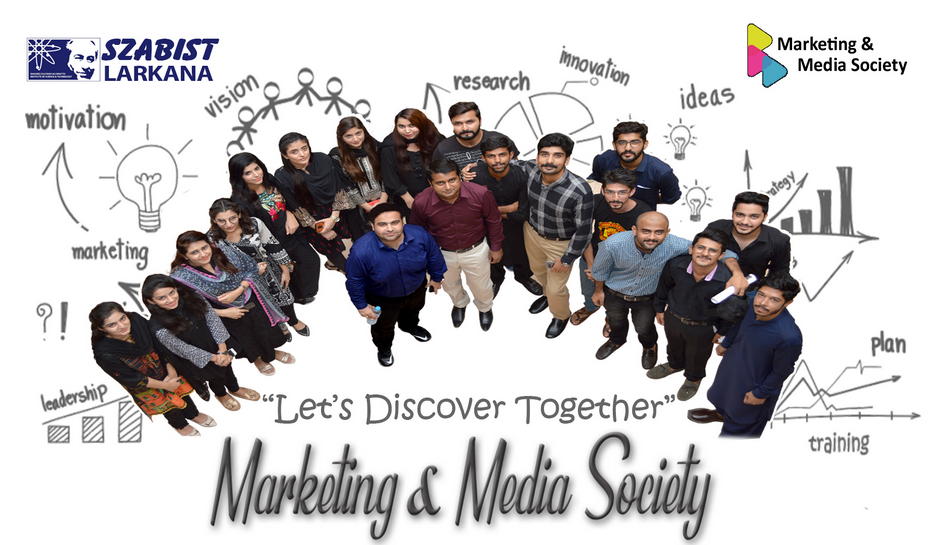 SZABIST
LARKANA
Marketing &
Media Society
motivation
vision
research
innovation
ideas
marketing
?!
leadership
plan
training
“Let's Discover Together”
Marketing & Media Society